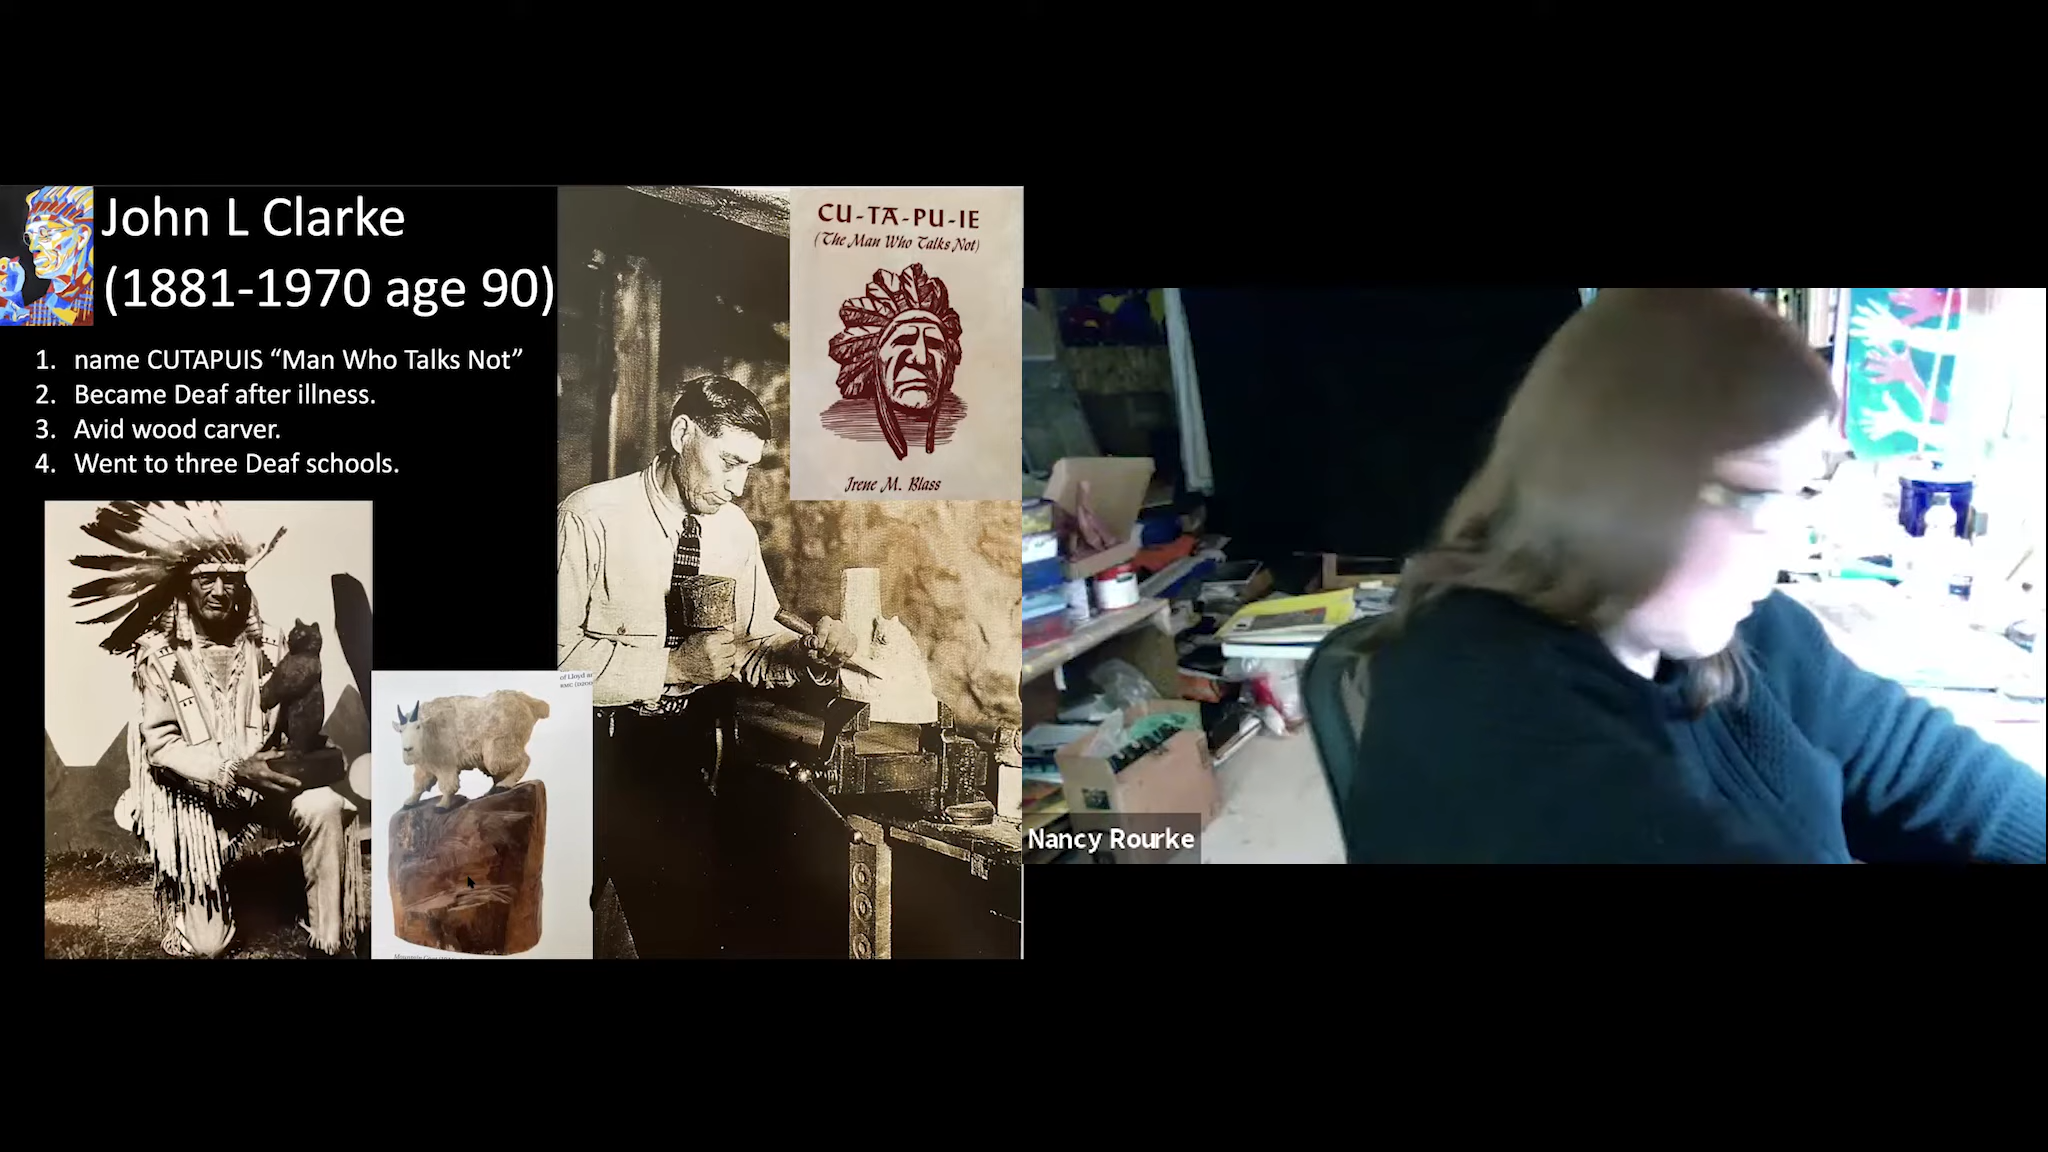 John L Clarke
(1881-1970 age 90)
1. name CUTAPUIS “Man Who Talks Not”
2. Became Deaf after illness.
3. Avid wood carver.
4. Went to three Deaf schools.
CU-TA-PU-IE
(The Man Who Talks Not)
Irene M. Blass
of Lloyd
Nancy Rourke